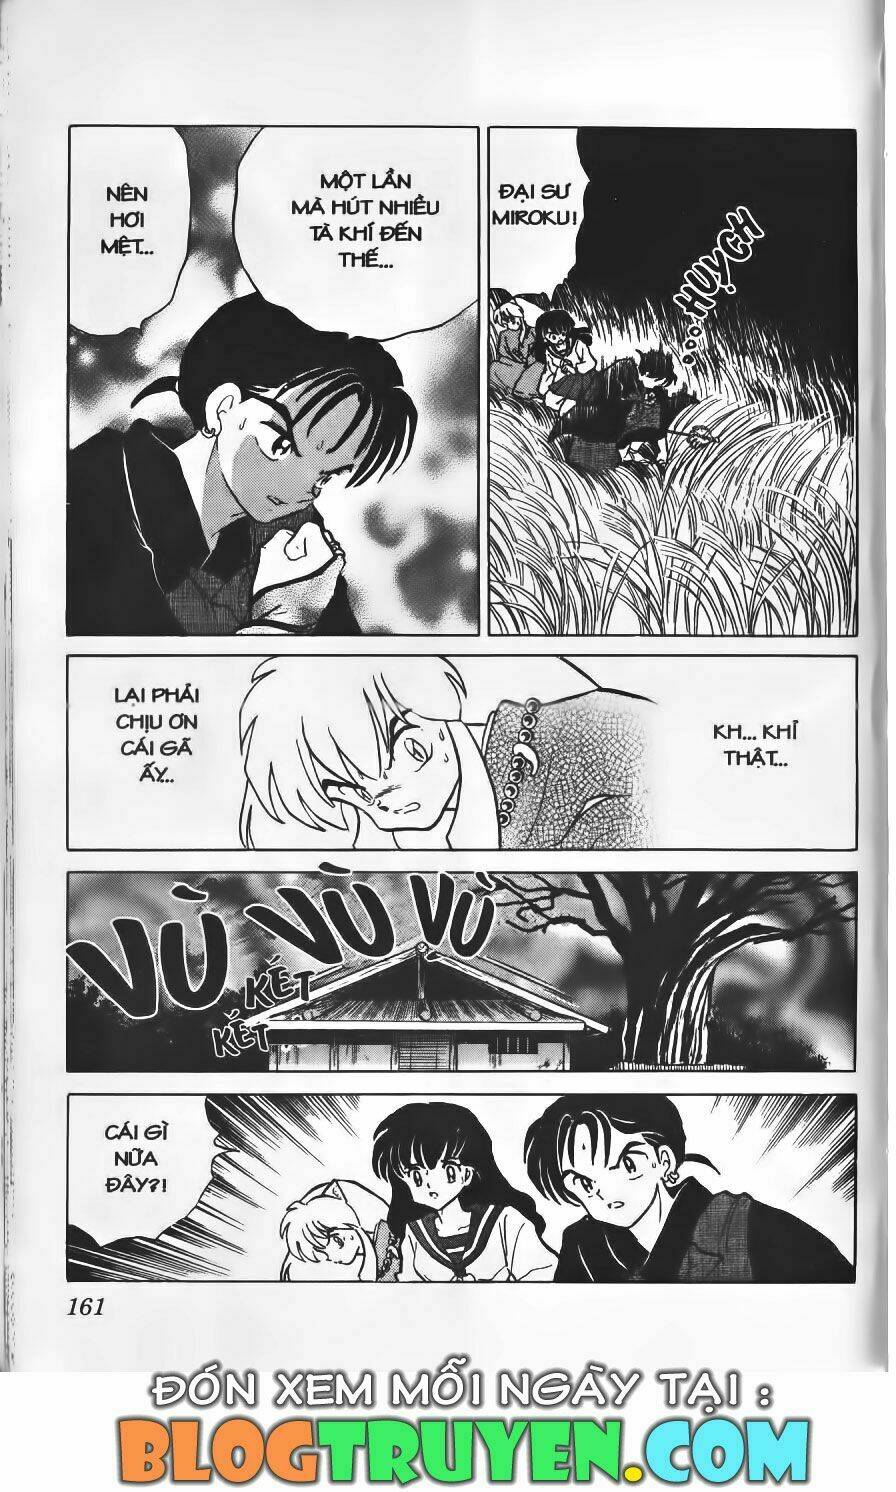 ĐẠI SƯ
MIROKU!
HUỴCH
MỘT LẦN
MÀ HÚT NHIỀU
TÀ KHÍ ĐẾN
THẾ...
NÊN
HƠI
MỆT...
KH... KHỈ
THẬT...
LẠI PHẢI
CHỊU ƠN
CÁI GÃ
ẤY...
VÙ VÙ VÙ
KÉT
KÉT
CÁI GÌ
NỮA
ĐÂY?!
161
ĐÓN XEM MỖI NGÀY TẠI :
BLOGTRUYEN.COM